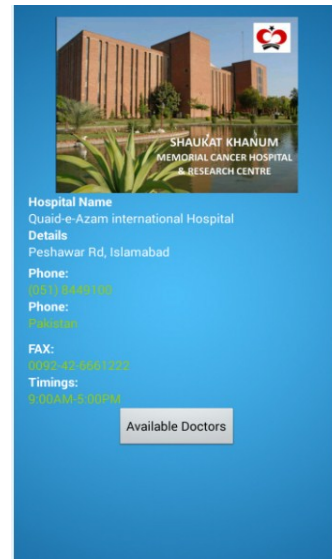 SHAUKAT KHANUM
MEMORIAL CANCER HOSPITAL
& RESEARCH CENTRE
Hospital Name
Quaid-e-Azam international Hospital
Details
Peshawar Rd, Islamabad
Phone:
(051) 8449100
Phone:
Pakistan
FAX:
0092-42-6661222
Timings:
9:00AM-5:00PM
Available Doctors